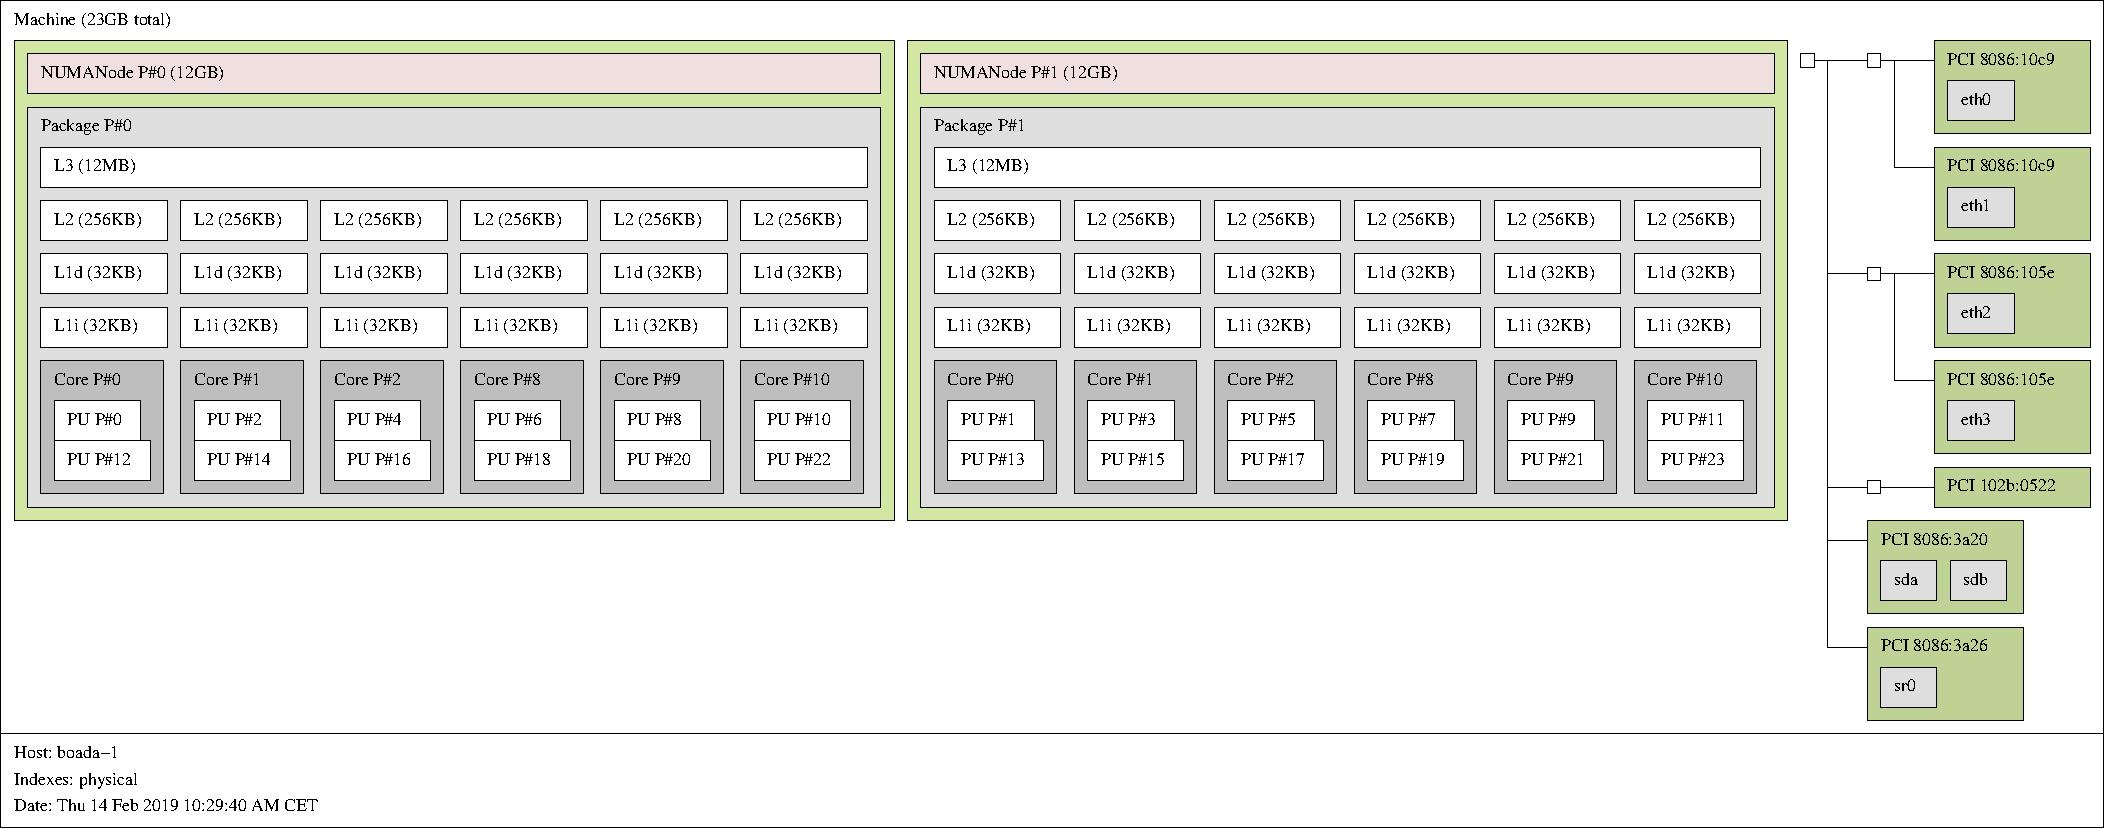 Machine (23GB total)
NUMANode P#0 (12GB)
Package P#0
L3 (12MB)
L2 (256KB) L2 (256KB) L2 (256KB) L2 (256KB) L2 (256KB) L2 (256KB)
L1d (32KB) L1d (32KB) L1d (32KB) L1d (32KB) L1d (32KB) L1d (32KB)
L1i (32KB) L1i (32KB) L1i (32KB) L1i (32KB) L1i (32KB) L1i (32KB)
Core P#0 Core P#1 Core P#2 Core P#8 Core P#9 Core P#10
PU P#0 PU P#2 PU P#4 PU P#6 PU P#8 PU P#10
PU P#12 PU P#14 PU P#16 PU P#18 PU P#20 PU P#22
NUMANode P#1 (12GB)
Package P#1
L3 (12MB)
L2 (256KB) L2 (256KB) L2 (256KB) L2 (256KB) L2 (256KB) L2 (256KB)
L1d (32KB) L1d (32KB) L1d (32KB) L1d (32KB) L1d (32KB) L1d (32KB)
L1i (32KB) L1i (32KB) L1i (32KB) L1i (32KB) L1i (32KB) L1i (32KB)
Core P#0 Core P#1 Core P#2 Core P#8 Core P#9 Core P#10
PU P#1 PU P#3 PU P#5 PU P#7 PU P#9 PU P#11
PU P#13 PU P#15 PU P#17 PU P#19 PU P#21 PU P#23
PCI 8086:10c9
eth0
PCI 8086:10c9
eth1
PCI 8086:105e
eth2
PCI 8086:105e
eth3
PCI 102b:0522
PCI 8086:3a20
sda sdb
PCI 8086:3a26
sr0
Host: boada−1
Indexes: physical
Date: Thu 14 Feb 2019 10:29:40 AM CET